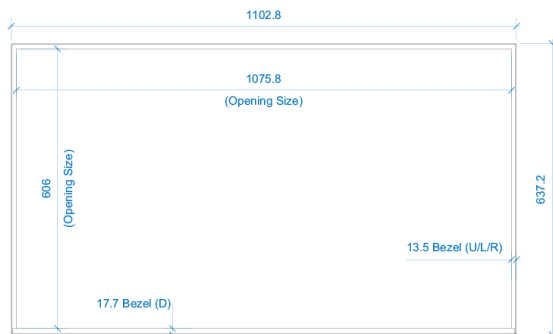 1102.8
1075.8
(Opening Size)
606
(Opening Size)
637.2
13.5 Bezel (U/L/R)
17.7 Bezel (D)